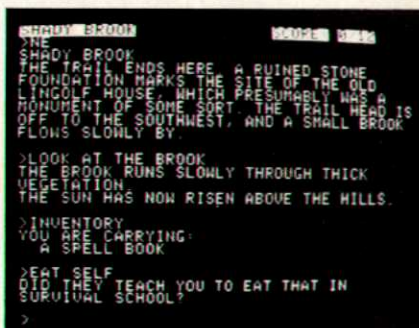 SHADY BROOK SCORE: 0/12
>NE
SHADY BROOK
THE TRAIL ENDS HERE. A RUINED STONE
FOUNDATION MARKS THE SITE OF THE OLD
LINGOLF HOUSE, WHICH PRESUMABLY WAS A
MONUMENT OF SOME SORT. THE TRAIL HEAD IS
OFF TO THE SOUTHWEST, AND A SMALL BROOK
FLOWS SLOWLY BY.
>LOOK AT THE BROOK
THE BROOK RUNS SLOWLY THROUGH THICK
VEGETATION.
THE SUN HAS NOW RISEN ABOVE THE HILLS.
>INVENTORY
YOU ARE CARRYING:
A SPELL BOOK
>EAT SELF
DID THEY TEACH YOU TO EAT THAT IN
SURVIVAL SCHOOL?
>